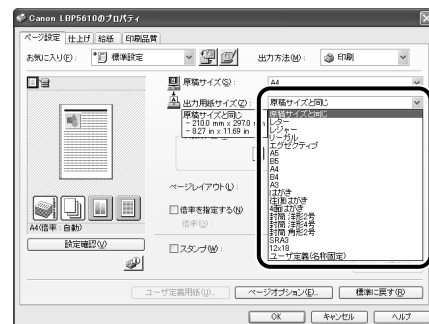 Canon LBP5610のプロパティ
ページ設定 仕上げ 給紙 印刷品質
お気に入り(F): 標準設定 出力方法(M): 印刷
原稿サイズ(S): A4
出力用紙サイズ(Z): 原稿サイズと同じ
原稿サイズと同じ
- 210.0 mm x 297.0 mm
- 8.27 in x 11.69 in
原稿サイズと同じ
レター
レジャー
リーガル
エグゼクティブ
A5
B5
A4
B4
A3
はがき
往復はがき
4面はがき
封筒 洋形2号
封筒 洋形4号
封筒 角形2号
SRA3
12x18
ユーザ定義(名称固定)
ページレイアウト(L):
倍率を指定する(N)
倍率(G):
A4(倍率: 自動)
設定確認(V)
スタンプ(W):
ユーザ定義用紙(U)... ページオプション(E)... 標準に戻す(R)
OK キャンセル ヘルプ